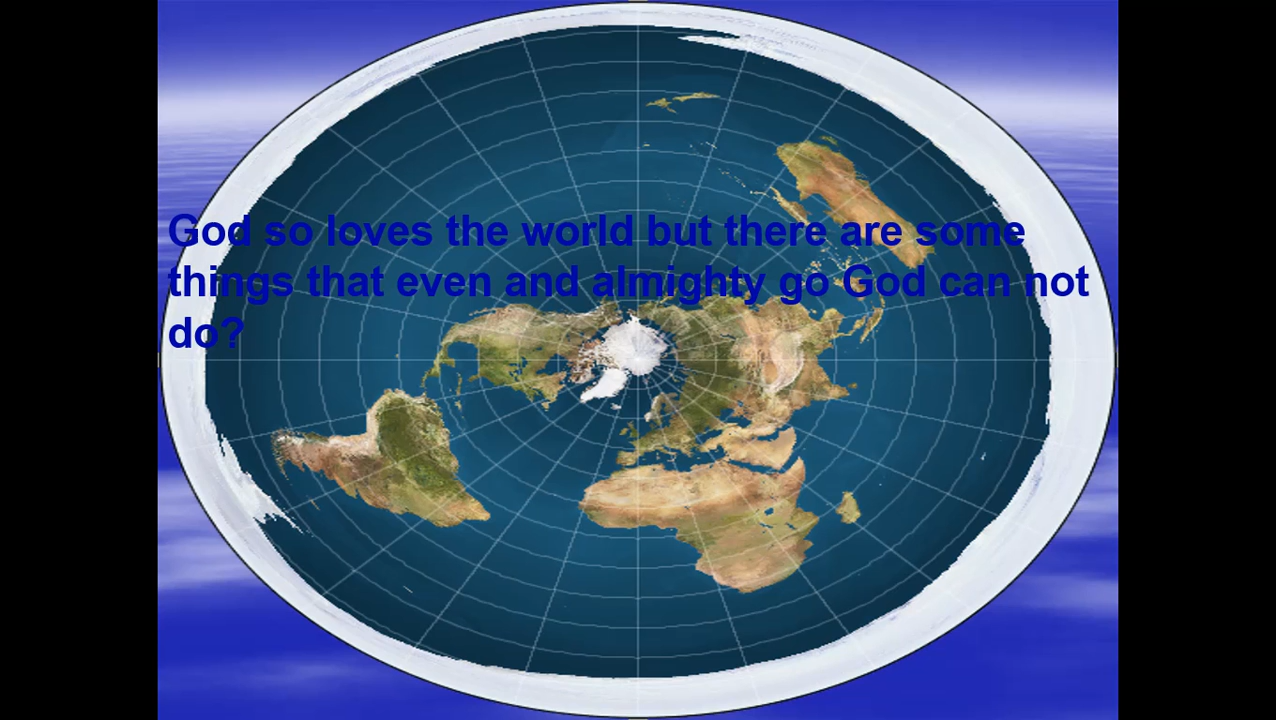 God so loves the world but there are some
things that even and almighty go God can not
do?